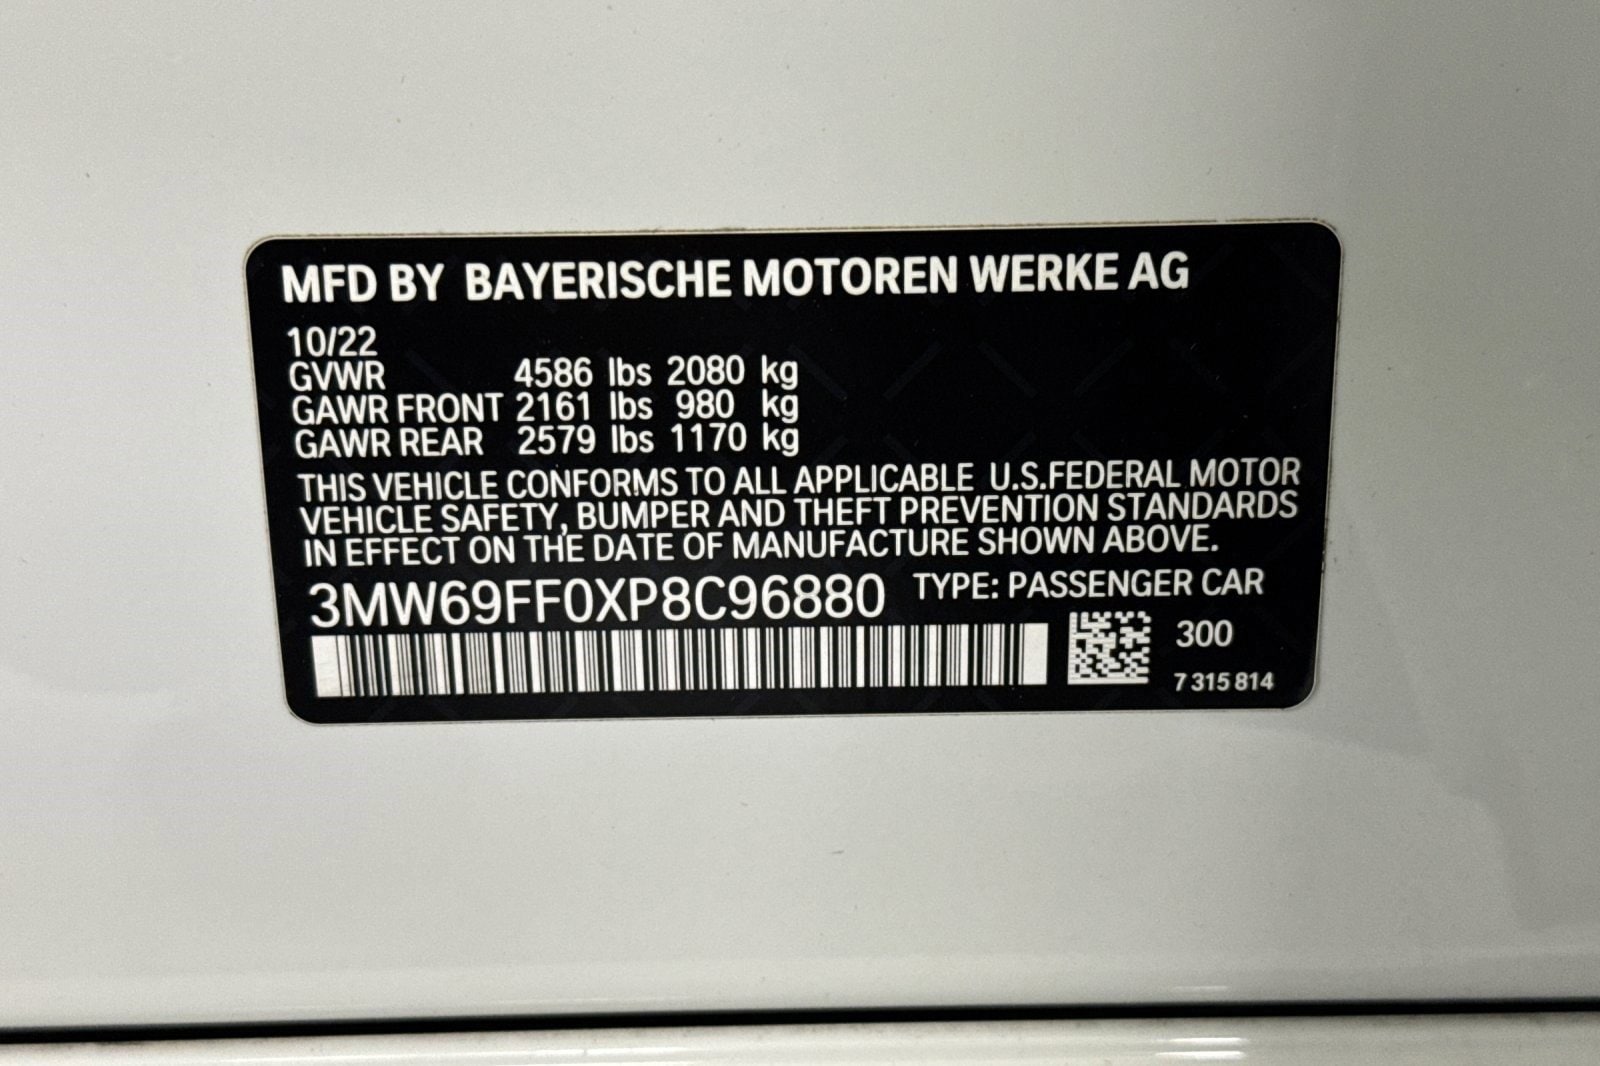 MFD BY BAYERISCHE MOTOREN WERKE AG
10/22
GVWR 4586 lbs 2080 kg
GAWR FRONT 2161 lbs 980 kg
GAWR REAR 2579 lbs 1170 kg
THIS VEHICLE CONFORMS TO ALL APPLICABLE U.S.FEDERAL MOTOR
VEHICLE SAFETY, BUMPER AND THEFT PREVENTION STANDARDS
IN EFFECT ON THE DATE OF MANUFACTURE SHOWN ABOVE.
3MW69FF0XP8C96880 TYPE: PASSENGER CAR
300
7 315 814